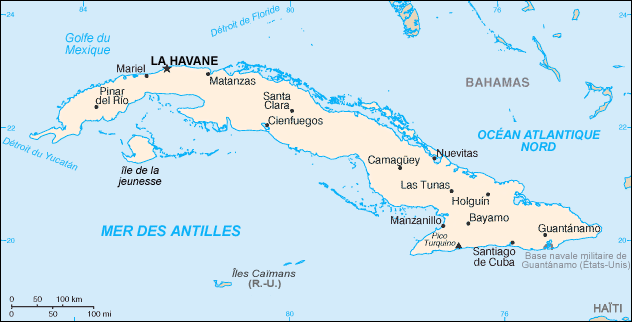 24
84
80
24
Détroit de Floride
Golfe du
Mexique
LA HAVANE
Mariel
Matanzas
BAHAMAS
Pinar
del Río
Santa
Clara
Cienfuegos
22
22
OCÉAN ATLANTIQUE
NORD
Détroit du Yucatán
Nuevitas
île de la
jeunesse
Camagüey
Las Tunas
Holguín
Manzanillo
Bayamo
MER DES ANTILLES
Guantánamo
Pico
Turquino
20
Santiago
de Cuba
Base navale militaire de
Guantánamo (États-Unis)
Îles Caïmans
(R.-U.)
0 50 100 km
0 50 100 mi
80
HAÏTI
84
76
20